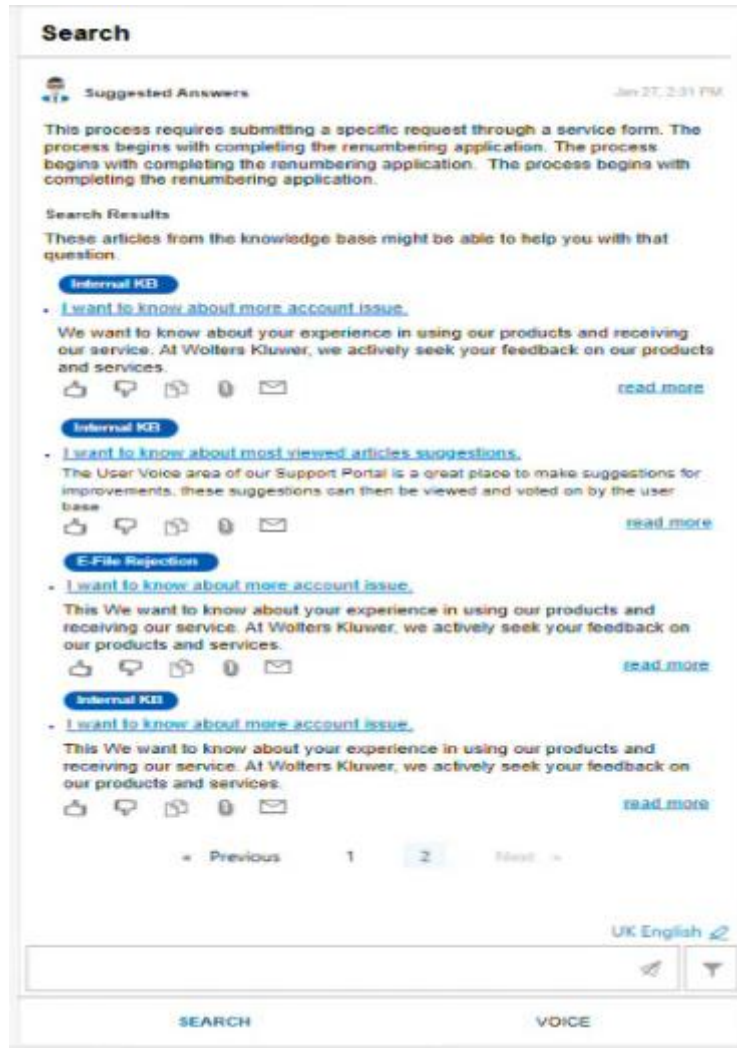 Search
Suggested Answers
Jan 27, 2:31 PM
This process requires submitting a specific request through a service form. The
process begins with completing the renumbering application. The process
begins with completing the renumbering application. The process begins with
completing the renumbering application.
Search Results
These articles from the knowledge base might be able to help you with that
question.
Internal KB
I want to know about more account issue.
We want to know about your experience in using our products and receiving
our service. At Wolters Kluwer, we actively seek your feedback on our products
and services.
read more
Internal KB
I want to know about most viewed articles suggestions.
The User Voice area of our Support Portal is a great place to make suggestions for
improvements, these suggestions can then be viewed and voted on by the user
base
read more
E-File Rejection
I want to know about more account issue.
This We want to know about your experience in using our products and
receiving our service. At Wolters Kluwer, we actively seek your feedback on
our products and services.
read more
Internal KB
I want to know about more account issue.
This We want to know about your experience in using our products and
receiving our service. At Wolters Kluwer, we actively seek your feedback on
our products and services.
read more
« Previous 1 2 Next »
UK English
SEARCH VOICE